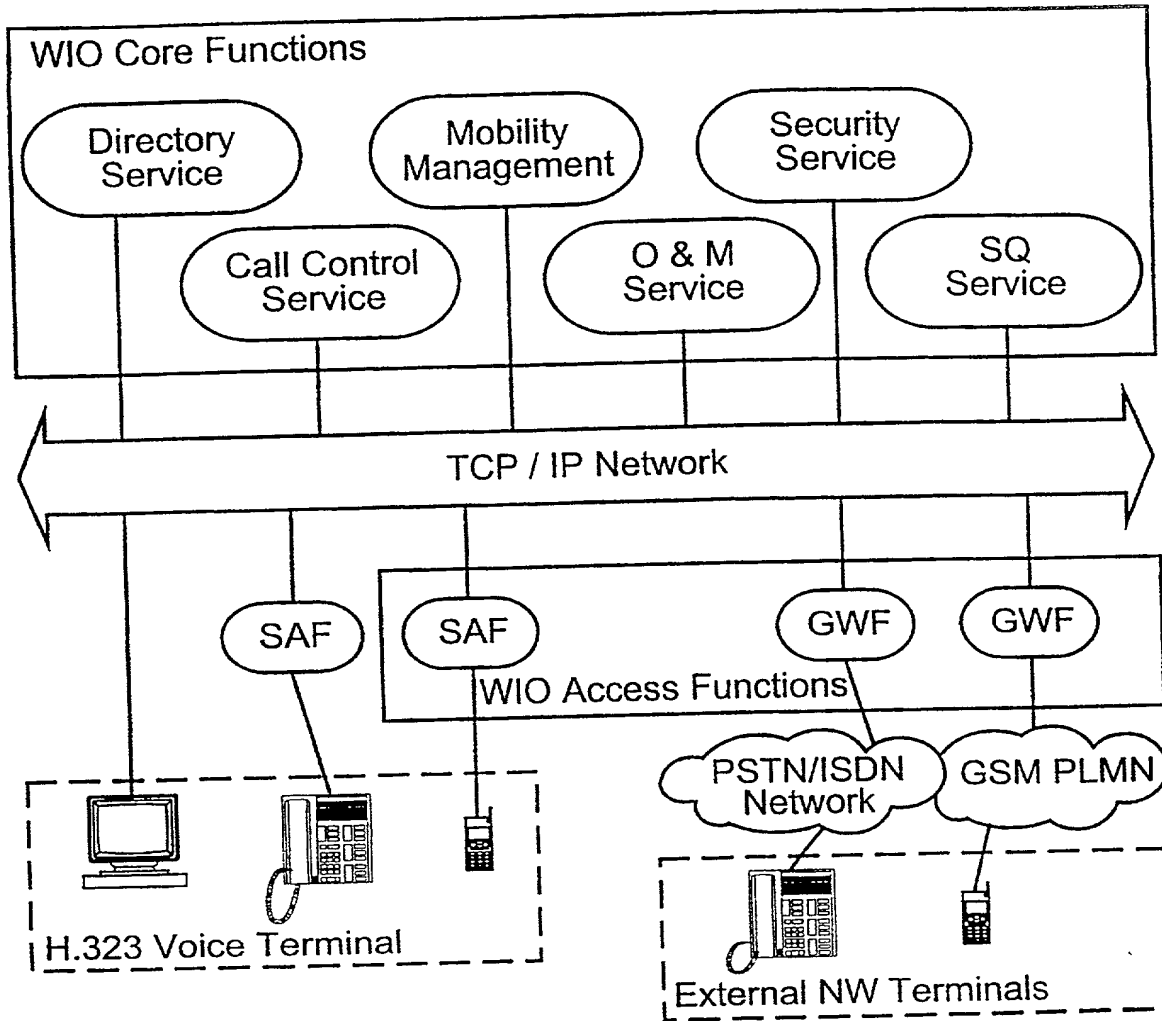 WIO Core Functions
Directory
Service
Mobility
Management
Security
Service
Call Control
Service
O & M
Service
SQ
Service
TCP / IP Network
SAF
SAF
GWF
GWF
WIO Access Functions
PSTN/ISDN
Network
GSM PLMN
H.323 Voice Terminal
External NW Terminals